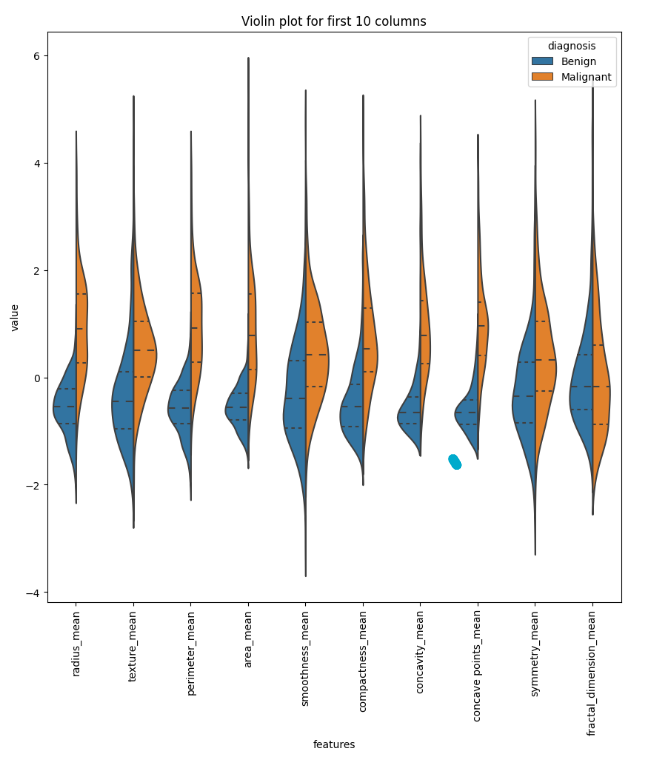 Violin plot for first 10 columns
diagnosis
Benign
Malignant
6
4
2
0
−2
−4
value
radius_mean
texture_mean
perimeter_mean
area_mean
smoothness_mean
compactness_mean
concavity_mean
concave points_mean
symmetry_mean
fractal_dimension_mean
features